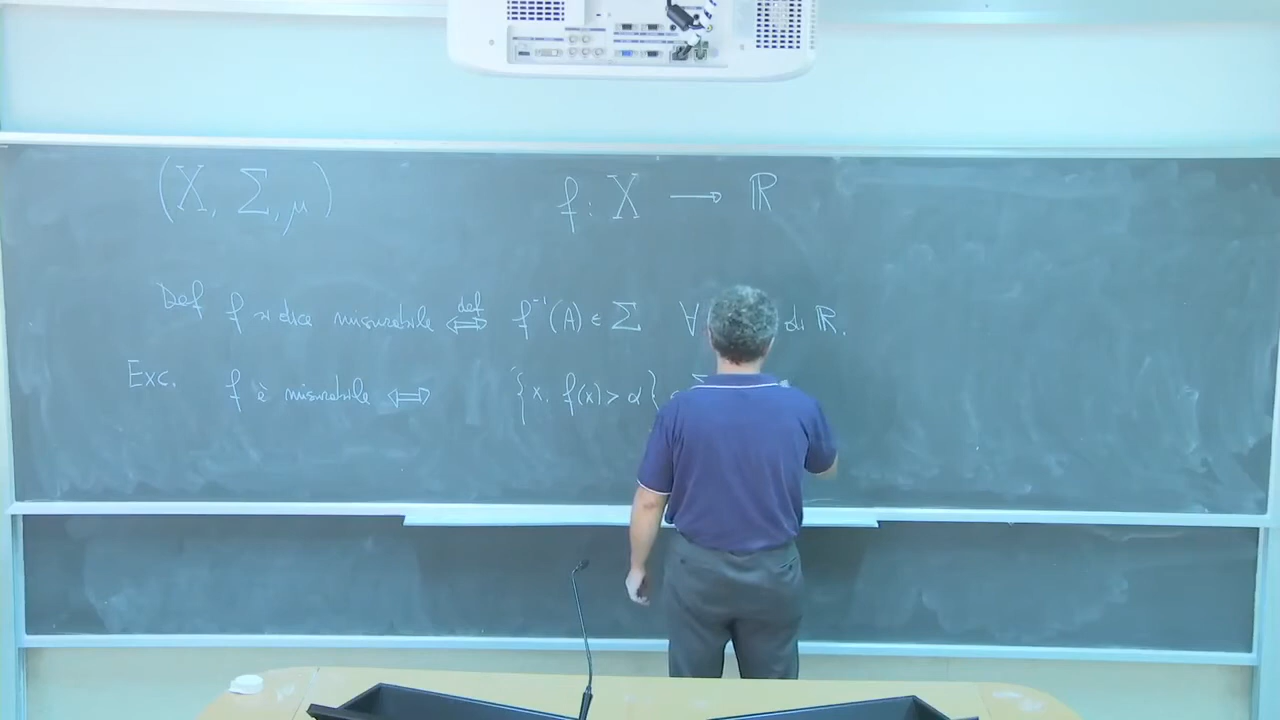 (X, Σ, μ) f: X → ℝ
Def f si dice misurabile ⟺ def f⁻¹(A) ∈ Σ ∀ di ℝ.
Exc. f è misurabile ⟺ {x. f(x) > α}